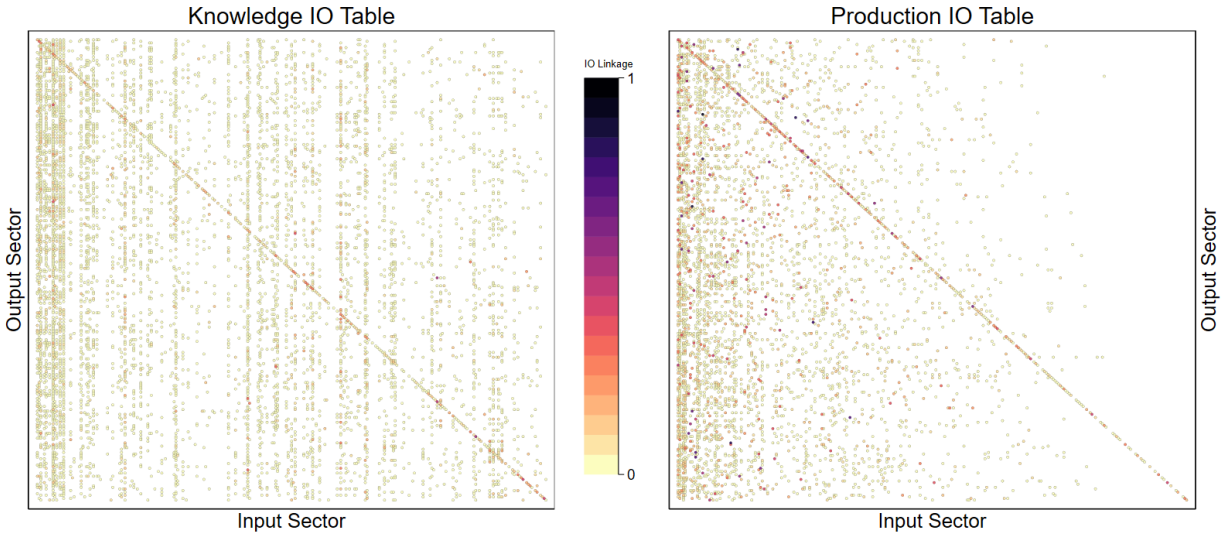 Knowledge IO Table
Production IO Table
IO Linkage
1
0
Output Sector
Output Sector
Input Sector
Input Sector